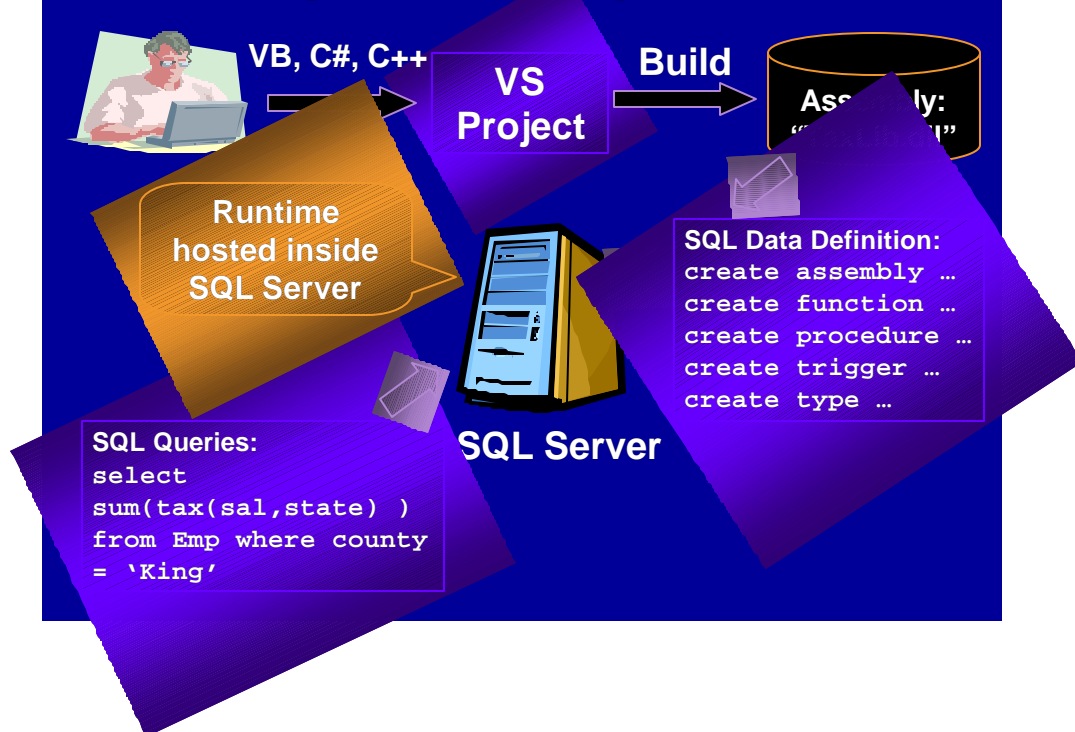 VB, C#, C++
VS
Project
Build
Runtime
hosted inside
SQL Server
SQL Data Definition:
create assembly …
create function …
create procedure …
create trigger …
create type …
SQL Server
SQL Queries:
select
sum(tax(sal,state) )
from Emp where county
= ‘King’